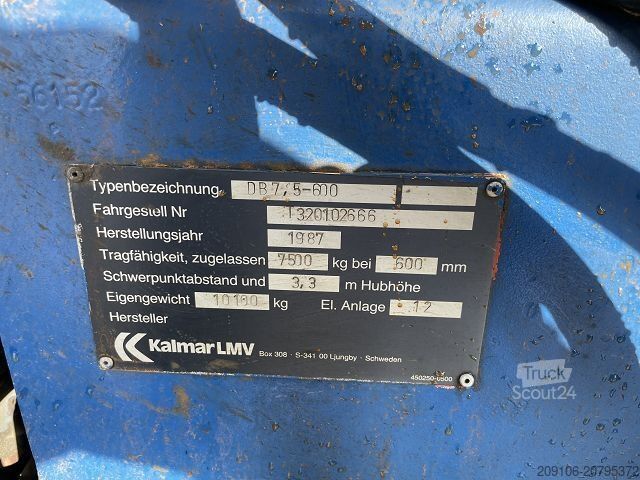 56152
Typenbezeichnung DB7,5-600
Fahrgestell Nr T320102666
Herstellungsjahr 1987
Tragfähigkeit, zugelassen 7500 kg bei 600 mm
Schwerpunktabstand und 3,3 m Hubhöhe
Eigengewicht 10100 kg El. Anlage 12
Hersteller
Kalmar LMV Box 308 · S-341 00 Ljungby · Schweden
450250-0500
Truck
Scout24
209106-20795372